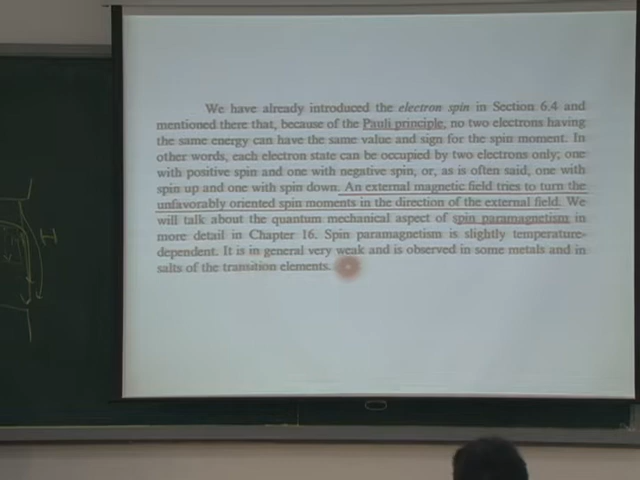 We have already introduced the electron spin in Section 6.4 and
mentioned there that, because of the Pauli principle, no two electrons having
the same energy can have the same value and sign for the spin moment. In
other words, each electron state can be occupied by two electrons only; one
with positive spin and one with negative spin, or, as is often said, one with
spin up and one with spin down. An external magnetic field tries to turn the
unfavorably oriented spin moments in the direction of the external field. We
will talk about the quantum mechanical aspect of spin paramagnetism in
more detail in Chapter 16. Spin paramagnetism is slightly temperature-
dependent. It is in general very weak and is observed in some metals and in
salts of the transition elements.
I